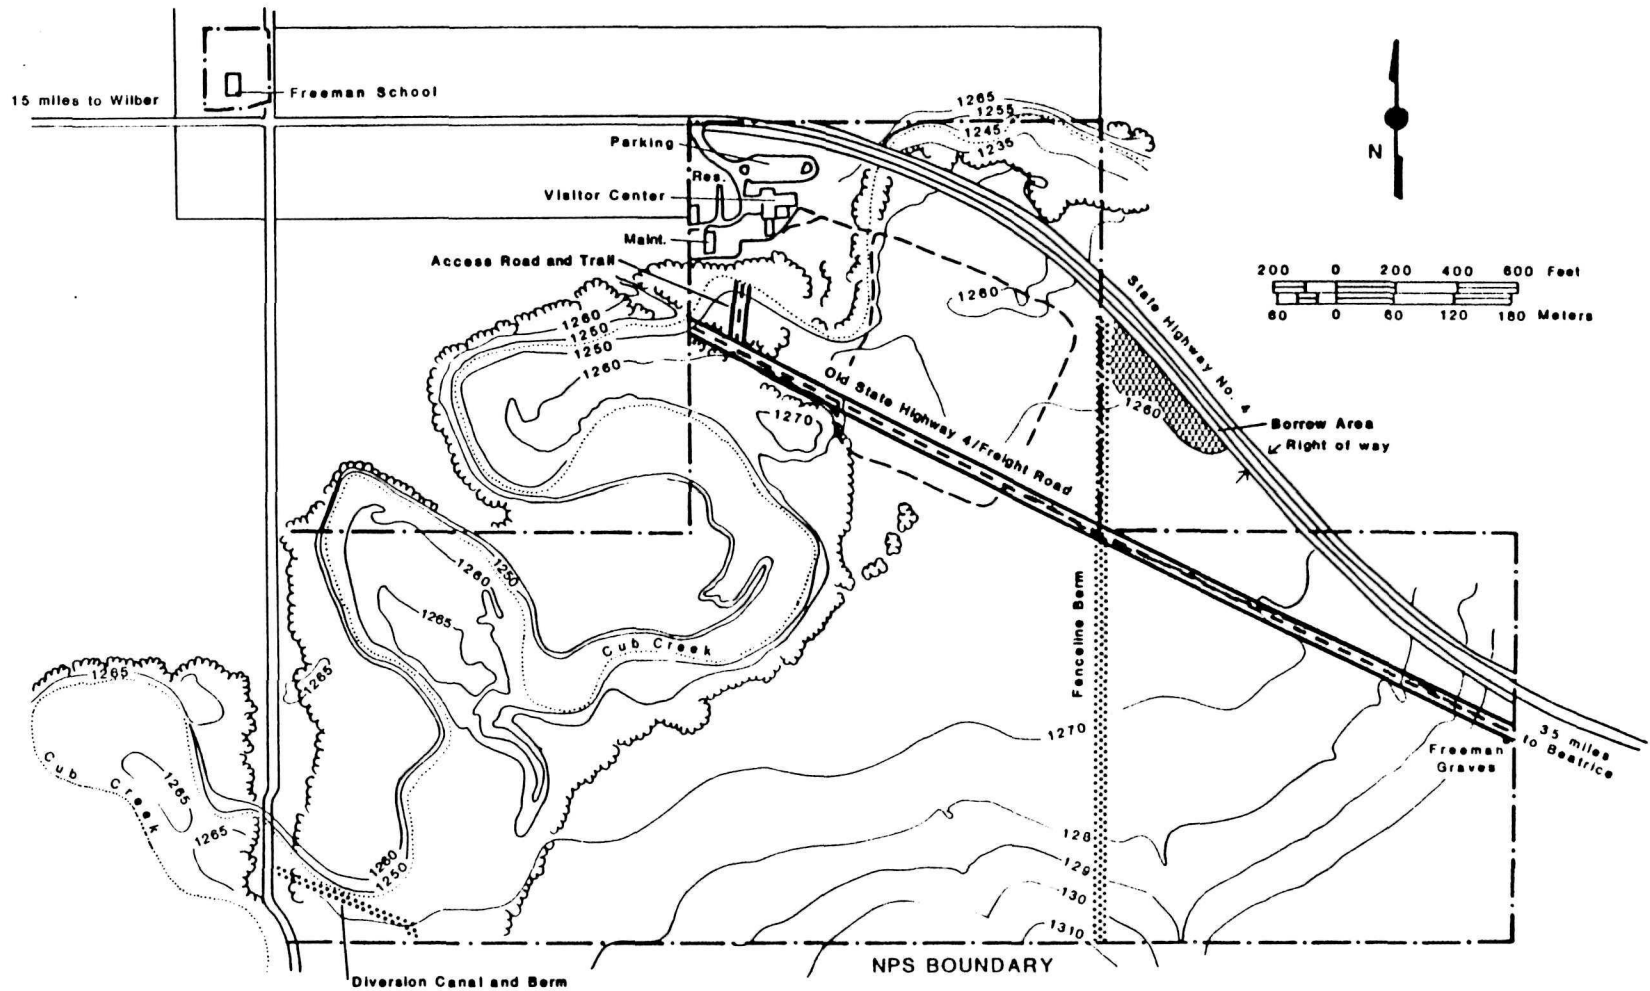 Freeman School
15 miles to Wilber
1265
1255
1245
1235
Parking
Res.
Visitor Center
Maint.
Access Road and Trail
N
200 0 200 400 600 Feet
60 0 60 120 180 Meters
1260
State Highway No. 4
1260
1250
1250
1260
Old State Highway 4/Freight Road
1270
1260
Borrow Area
Right of way
1250
1260
1265
Cub Creek
Fenceline Berm
1265
1265
Cub Creek
1265
1265
1270
35 miles to Beatrice
Freeman Graves
128
129
130
1310
1260
1250
NPS BOUNDARY
Diversion Canal and Berm